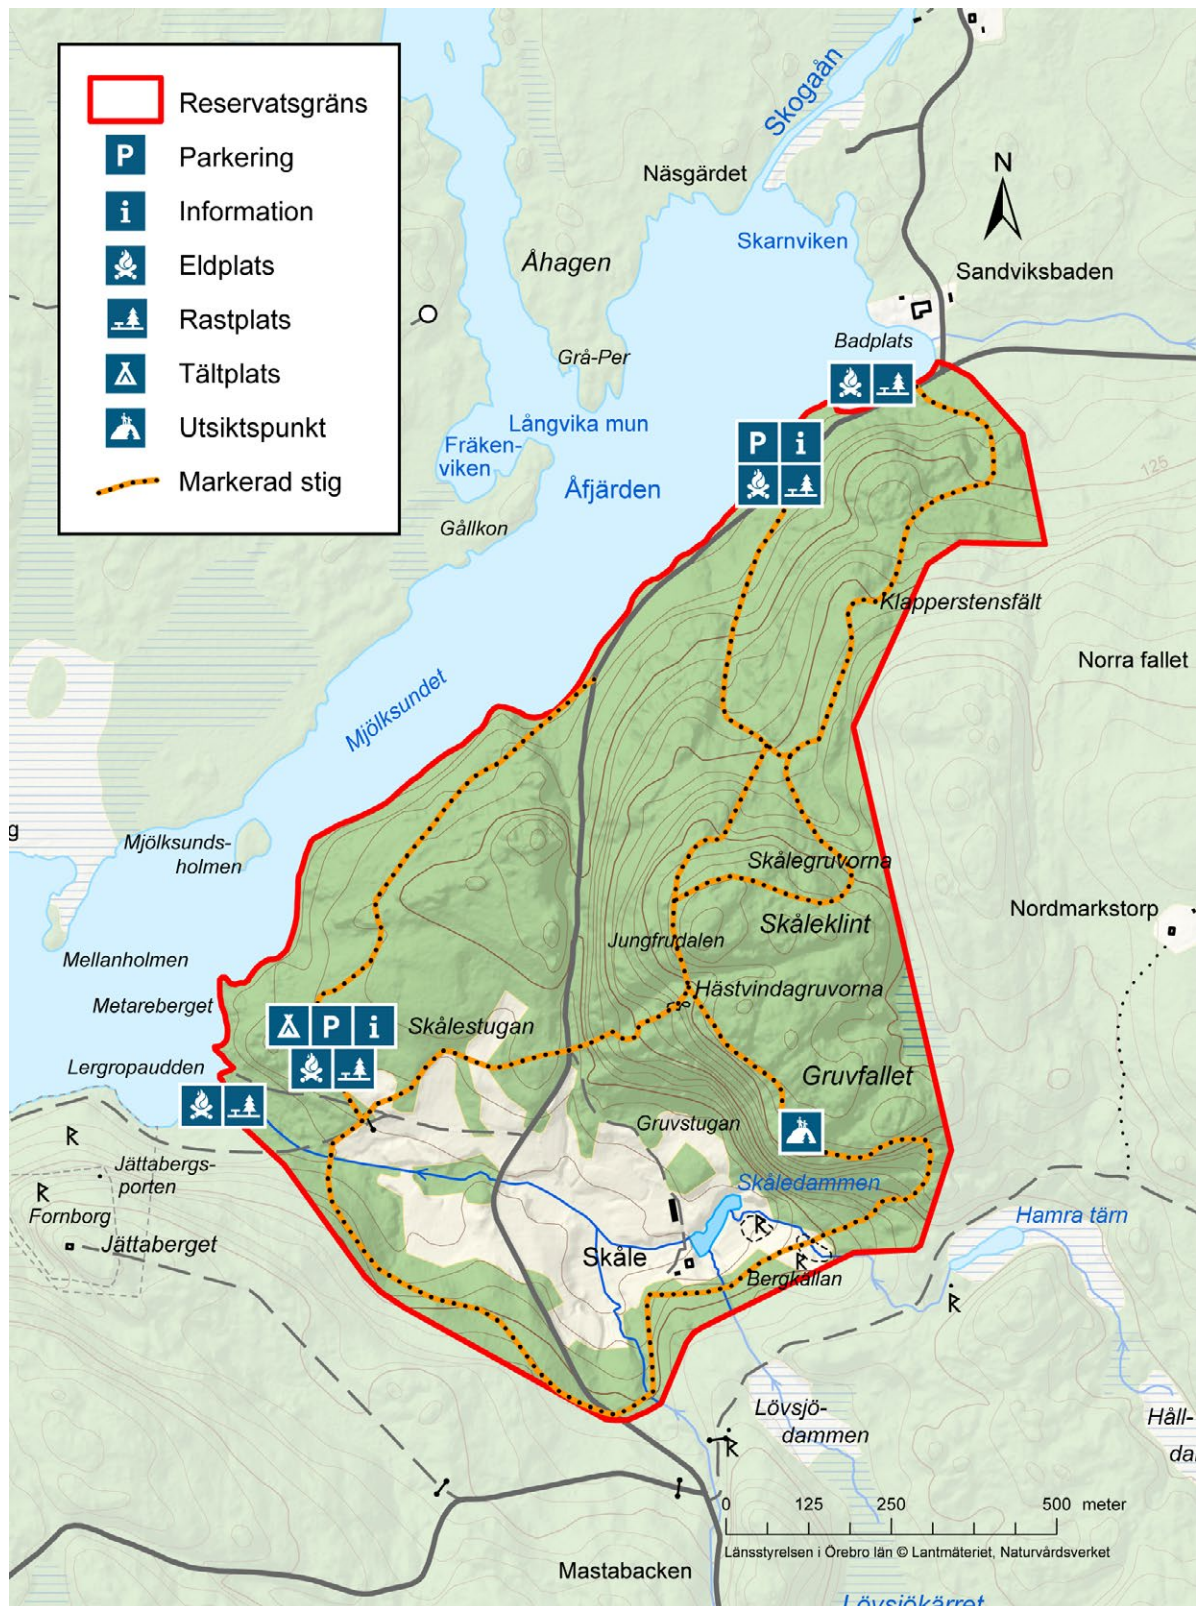 Reservatsgräns
P Parkering
i Information
Eldplats
Rastplats
Tältplats
Utsiktspunkt
Markerad stig
Skogaån
Näsgärdet
N
Skarnviken
Åhagen
Sandviksbaden
Badplats
Grå-Per
Långvika mun
P i
Fräken-
viken
Åfjärden
125
Gållkon
Klapperstensfält
Norra fallet
Mjölksundet
g
Mjölksunds-
holmen
Skålegruvorna
Nordmarkstorp
Skåleklint
Jungfrudalen
Mellanholmen
Hästvindagruvorna
Metareberget
P i
Skålestugan
Lergropaudden
Gruvfallet
Gruvstugan
R
Jättabergs-
porten
Skåledammen
R
Fornborg
Hamra tärn
R
Jättaberget
Skåle
R
Bergkällan
R
Lövsjö-
dammen
Håll-
R
da
0 125 250 500 meter
Länsstyrelsen i Örebro län © Lantmäteriet, Naturvårdsverket
Mastabacken
Lövsjökärret